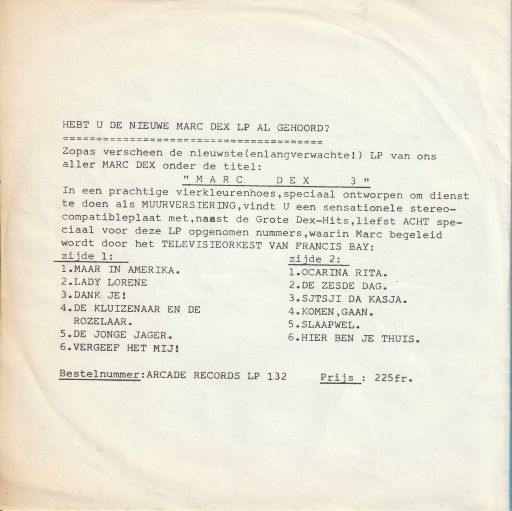 HEBT U DE NIEUWE MARC DEX LP AL GEHOORD?
=======================================
Zopas verscheen de nieuwste(enlangverwachte!) LP van ons
aller MARC DEX onder de titel:
" M A R C   D E X   3 "
In een prachtige vierkleurenhoes,speciaal ontworpen om dienst
te doen als MUURVERSIERING,vindt U een sensationele stereo-
compatibleplaat met,naast de Grote Dex-Hits,liefst ACHT spe-
ciaal voor deze LP opgenomen nummers,waarin Marc begeleid
wordt door het TELEVISIEORKEST VAN FRANCIS BAY:
zijde 1:
1.MAAR IN AMERIKA.
2.LADY LORENE
3.DANK JE!
4.DE KLUIZENAAR EN DE
ROZELAAR.
5.DE JONGE JAGER.
6.VERGEEF HET MIJ!
zijde 2:
1.OCARINA RITA.
2.DE ZESDE DAG.
3.SJTSJI DA KASJA.
4.KOMEN,GAAN.
5.SLAAPWEL.
6.HIER BEN JE THUIS.
Bestelnummer:ARCADE RECORDS LP 132   Prijs : 225fr.